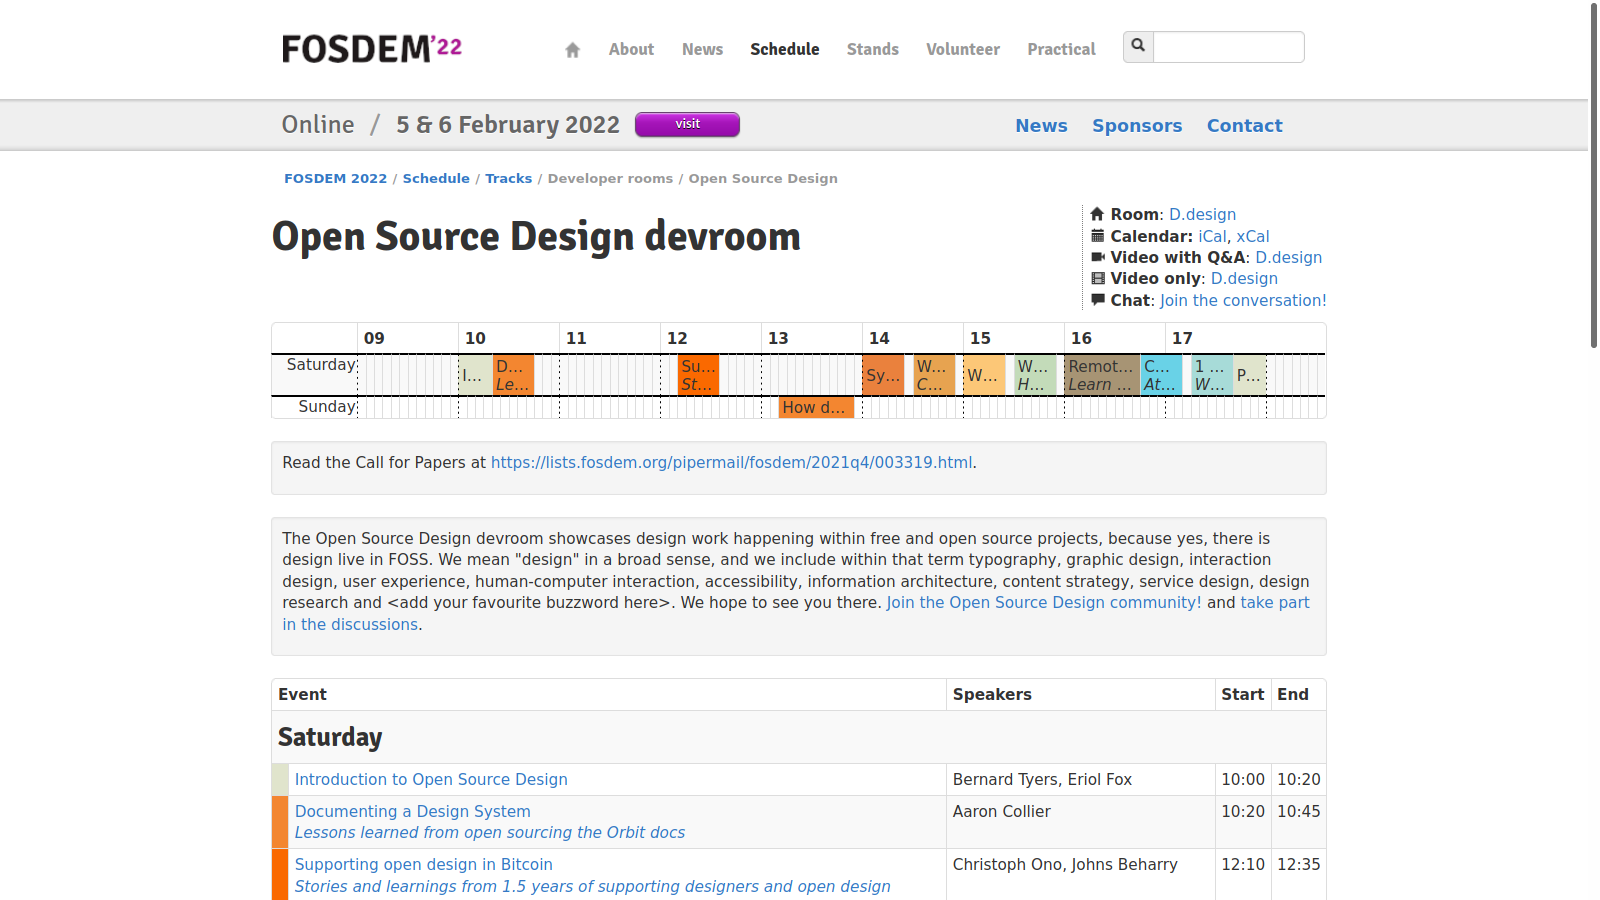 FOSDEM'22
About News Schedule Stands Volunteer Practical
Online / 5 & 6 February 2022 visit
News Sponsors Contact
FOSDEM 2022 / Schedule / Tracks / Developer rooms / Open Source Design
Open Source Design devroom
Room: D.design
Calendar: iCal, xCal
Video with Q&A: D.design
Video only: D.design
Chat: Join the conversation!
09 10 11 12 13 14 15 16 17
Saturday
I...
D...
Le...
Su...
St...
Sy...
W...
C...
W...
W...
H...
Remot...
Learn ...
C...
At...
1 ...
W...
P...
Sunday
How d...
Read the Call for Papers at https://lists.fosdem.org/pipermail/fosdem/2021q4/003319.html.
The Open Source Design devroom showcases design work happening within free and open source projects, because yes, there is
design live in FOSS. We mean "design" in a broad sense, and we include within that term typography, graphic design, interaction
design, user experience, human-computer interaction, accessibility, information architecture, content strategy, service design, design
research and <add your favourite buzzword here>. We hope to see you there. Join the Open Source Design community! and take part
in the discussions.
Event Speakers Start End
Saturday
Introduction to Open Source Design Bernard Tyers, Eriol Fox 10:00 10:20
Documenting a Design System Aaron Collier 10:20 10:45
Lessons learned from open sourcing the Orbit docs
Supporting open design in Bitcoin Christoph Ono, Johns Beharry 12:10 12:35
Stories and learnings from 1.5 years of supporting designers and open design